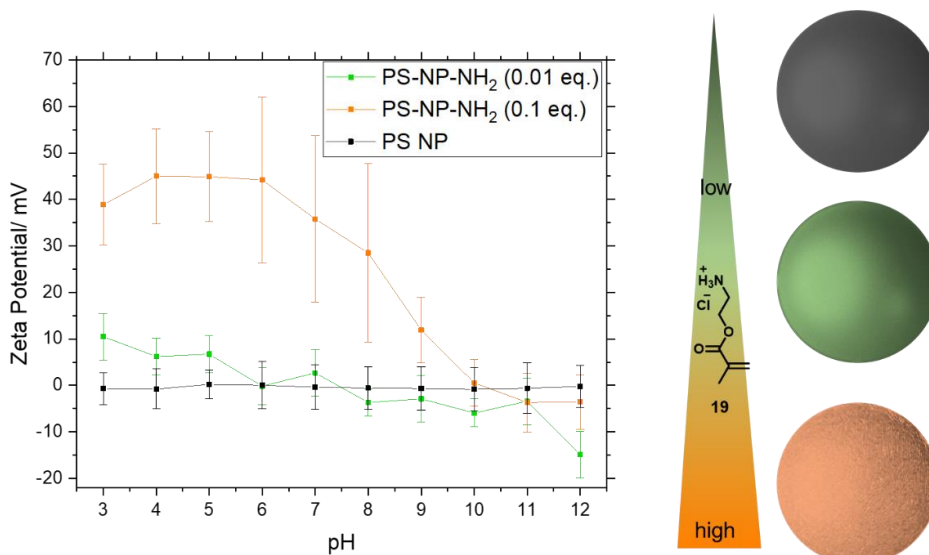 70
60
50
40
30
20
10
0
-10
-20
Zeta Potential/ mV
3 4 5 6 7 8 9 10 11 12
pH
PS-NP-NH₂ (0.01 eq.)
PS-NP-NH₂ (0.1 eq.)
PS NP
low
+
H₃N
Cl⁻
O
O
19
high